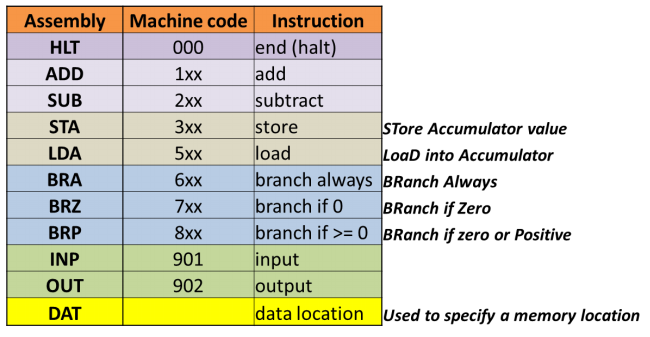 Assembly Machine code Instruction
HLT 000 end (halt)
ADD 1xx add
SUB 2xx subtract
STA 3xx store STore Accumulator value
LDA 5xx load LoaD into Accumulator
BRA 6xx branch always BRanch Always
BRZ 7xx branch if 0 BRanch if Zero
BRP 8xx branch if >= 0 BRanch if zero or Positive
INP 901 input
OUT 902 output
DAT data location Used to specify a memory location